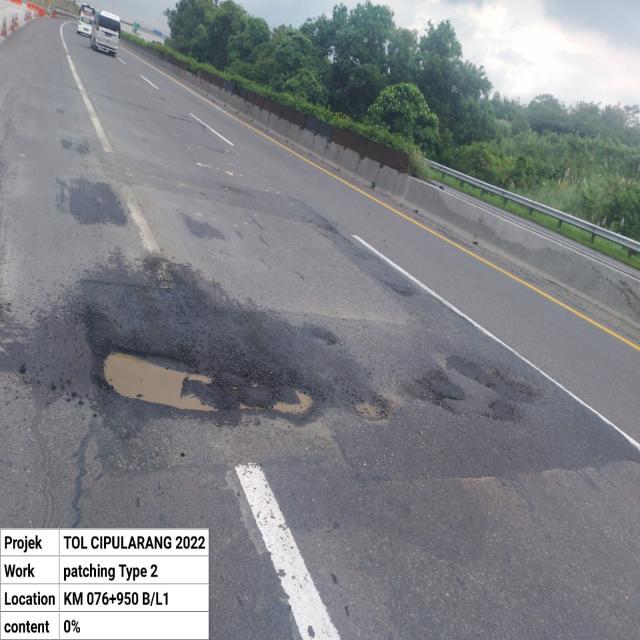 Projek TOL CIPULARANG 2022
Work patching Type 2
Location KM 076+950 B/L1
content 0%